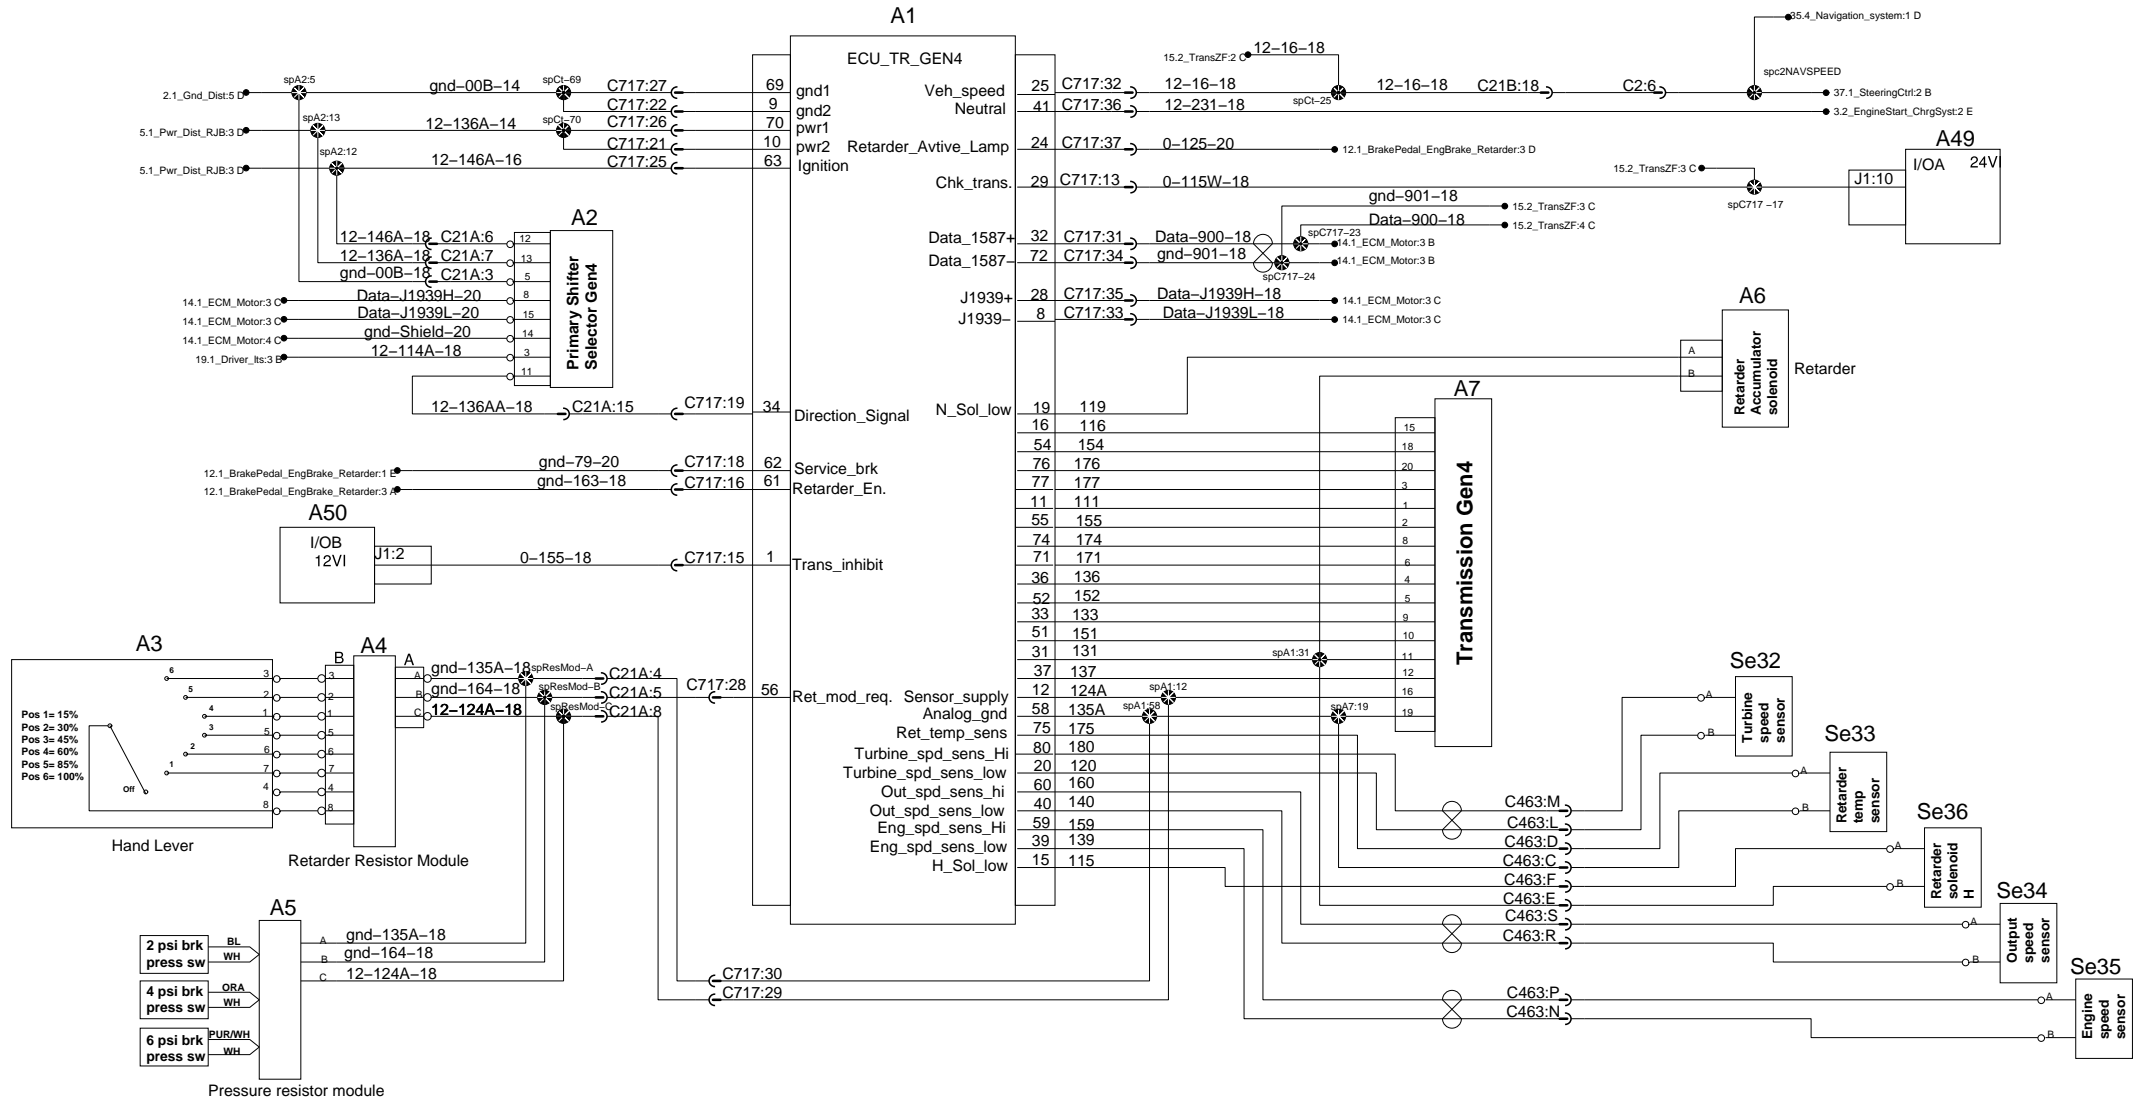 A1
ECU_TR_GEN4
35.4_Navigation_system:1 D
15.2_TransZF:2 C
12-16-18
spc2NAVSPEED
spA2:5
gnd-00B-14
spCt-69
C717:27
69
gnd1
Veh_speed
25
C717:32
12-16-18
spCt-25
12-16-18
C21B:18
C2:6
37.1_SteeringCtrl:2 B
2.1_Gnd_Dist:5 D
C717:22
9
gnd2
Neutral
41
C717:36
12-231-18
3.2_EngineStart_ChrgSyst:2 E
5.1_Pwr_Dist_RJB:3 D
spA2:13
12-136A-14
spCt-70
C717:26
70
pwr1
C717:21
10
pwr2
Retarder_Avtive_Lamp
24
C717:37
0-125-20
12.1_BrakePedal_EngBrake_Retarder:3 D
5.1_Pwr_Dist_RJB:3 D
spA2:12
12-146A-16
C717:25
63
Ignition
15.2_TransZF:3 C
Chk_trans.
29
C717:13
0-115W-18
spC717 -17
J1:10
A49
I/OA
24VI
gnd-901-18
15.2_TransZF:3 C
Data-900-18
15.2_TransZF:4 C
Data_1587+
32
C717:31
Data-900-18
spC717-23
14.1_ECM_Motor:3 B
Data_1587-
72
C717:34
gnd-901-18
spC717-24
14.1_ECM_Motor:3 B
J1939+
28
C717:35
Data-J1939H-18
14.1_ECM_Motor:3 C
J1939-
8
C717:33
Data-J1939L-18
14.1_ECM_Motor:3 C
A2
Primary Shifter
Selector Gen4
12-146A-18
C21A:6
12
12-136A-18
C21A:7
13
gnd-00B-18
C21A:3
5
14.1_ECM_Motor:3 C
Data-J1939H-20
8
14.1_ECM_Motor:3 C
Data-J1939L-20
15
14.1_ECM_Motor:4 C
gnd-Shield-20
14
19.1_Driver_Its:3 B
12-114A-18
3
11
12-136AA-18
C21A:15
C717:19
34
Direction_Signal
A6
A
B
Retarder
Accumulator
solenoid
Retarder
12.1_BrakePedal_EngBrake_Retarder:1 E
gnd-79-20
C717:18
62
Service_brk
12.1_BrakePedal_EngBrake_Retarder:3 A
gnd-163-18
C717:16
61
Retarder_En.
A50
I/OB
12VI
J1:2
0-155-18
C717:15
1
Trans_inhibit
A7
Transmission Gen4
N_Sol_low
19
119
16
116
15
54
154
18
76
176
20
77
177
3
11
111
1
55
155
2
74
174
8
71
171
6
36
136
4
52
152
5
33
133
9
51
151
10
31
131
spA1:31
11
37
137
12
Sensor_supply
12
124A
spA1:12
16
Analog_gnd
58
135A
spA1:58
spA7:19
19
Ret_temp_sens
75
175
Turbine_spd_sens_Hi
80
180
Turbine_spd_sens_low
20
120
Out_spd_sens_hi
60
160
Out_spd_sens_low
40
140
Eng_spd_sens_Hi
59
159
Eng_spd_sens_low
39
139
H_Sol_low
15
115
A3
Pos 1= 15%
Pos 2= 30%
Pos 3= 45%
Pos 4= 60%
Pos 5= 85%
Pos 6= 100%
Off
6
5
4
3
2
1
3
2
1
5
6
7
4
8
Hand Lever
B
A4
A
3
2
1
5
6
7
4
8
A
B
C
Retarder Resistor Module
gnd-135A-18
spResMod-A
C21A:4
gnd-164-18
spResMod-B
C21A:5
C717:28
56
Ret_mod_req.
12-124A-18
spResMod-C
C21A:8
A5
2 psi brk
press sw
BL
WH
4 psi brk
press sw
ORA
WH
6 psi brk
press sw
PUR/WH
WH
A
gnd-135A-18
B
gnd-164-18
C
12-124A-18
Pressure resistor module
C717:30
C717:29
C463:M
C463:L
C463:D
C463:C
C463:F
C463:E
C463:S
C463:R
C463:P
C463:N
Se32
A
B
Turbine
speed
sensor
Se33
A
B
Retarder
temp
sensor
Se36
A
B
Retarder
solenoid
H
Se34
A
B
Output
speed
sensor
Se35
A
B
Engine
speed
sensor